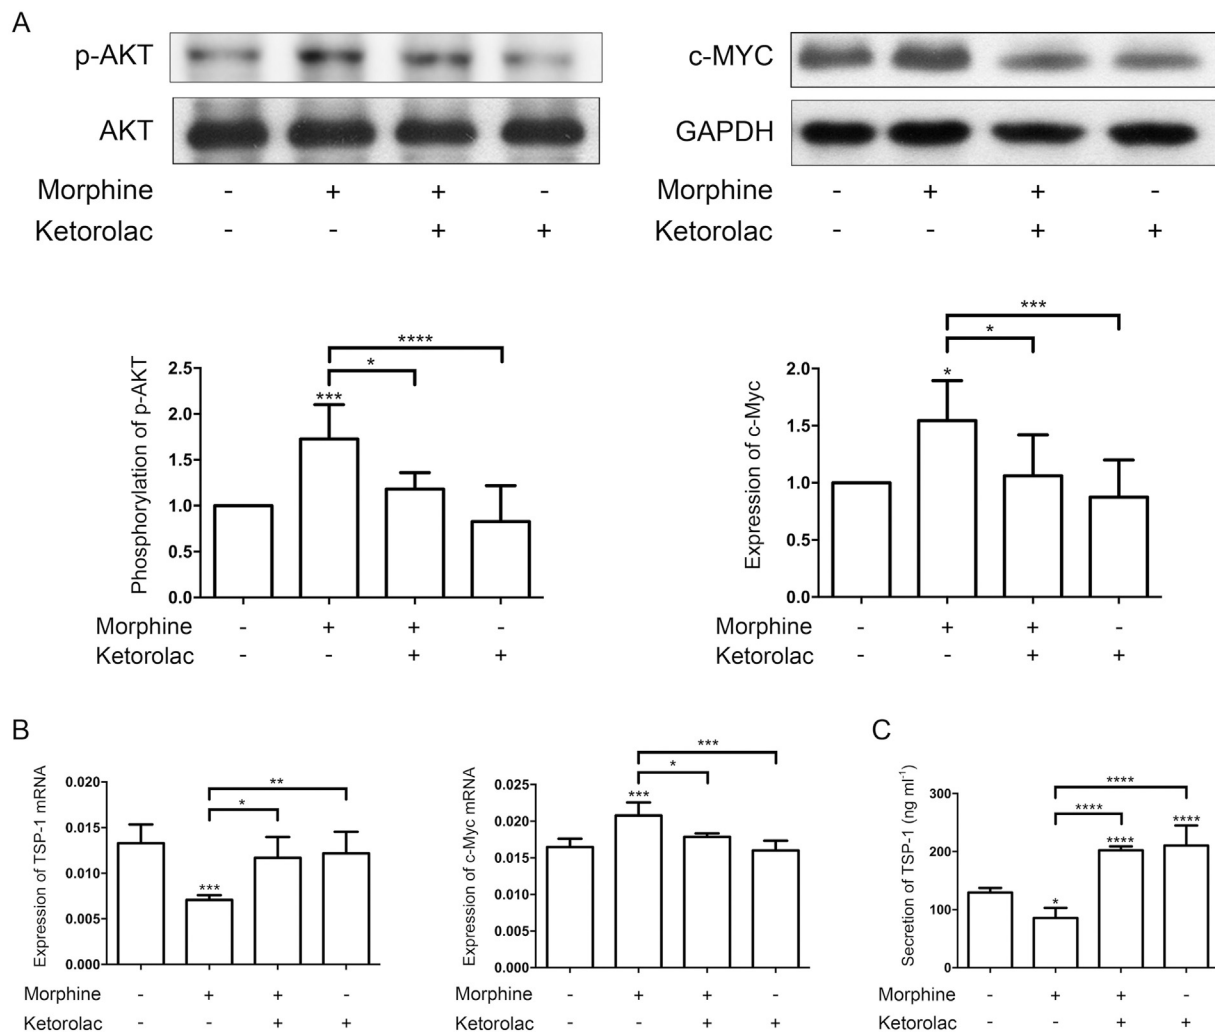 A
p-AKT
AKT
Morphine - + + -
Ketorolac - - + +
c-MYC
GAPDH
Morphine - + + -
Ketorolac - - + +
Phosphorylation of p-AKT
2.5
2.0
1.5
1.0
0.5
0.0
****
*
***
Morphine - + + -
Ketorolac - - + +
Expression of c-Myc
2.0
1.5
1.0
0.5
0.0
***
*
*
Morphine - + + -
Ketorolac - - + +
B
Expression of TSP-1 mRNA
0.020
0.015
0.010
0.005
0.000
**
*
***
Morphine - + + -
Ketorolac - - + +
Expression of c-Myc mRNA
0.025
0.020
0.015
0.010
0.005
0.000
***
*
***
Morphine - + + -
Ketorolac - - + +
C
Secretion of TSP-1 (ng ml⁻¹)
300
200
100
0
****
****
* **** ****
Morphine - + + -
Ketorolac - - + +